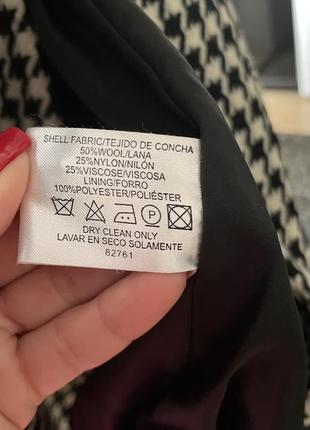 SHELL FABRIC/TEJIDO DE CONCHA
50%WOOL/LANA
25%NYLON/NILÓN
25%VISCOSE/VISCOSA
LINING/FORRO
100%POLYESTER/POLIÉSTER
P
DRY CLEAN ONLY
LAVAR EN SECO SOLAMENTE
82761